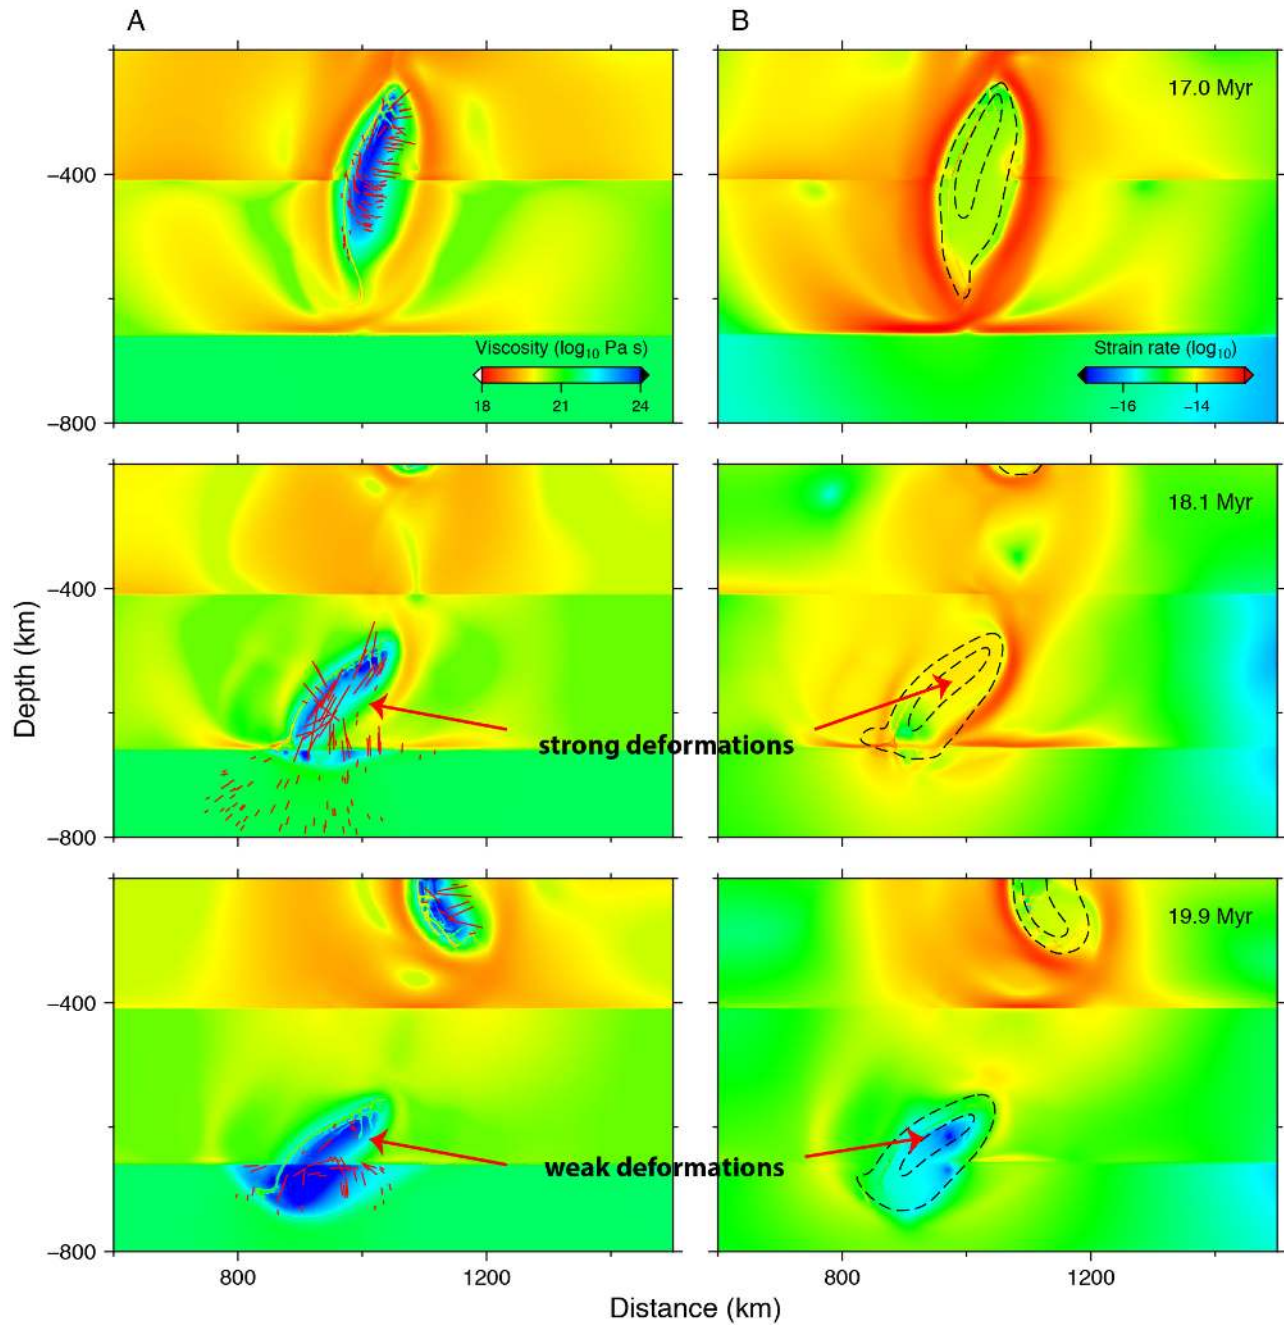 A
B
17.0 Myr
−400
Viscosity (log10 Pa s)
18 21 24
Strain rate (log10)
−16 −14
−800
18.1 Myr
−400
Depth (km)
strong deformations
−800
19.9 Myr
−400
weak deformations
−800
800 1200 800 1200
Distance (km)